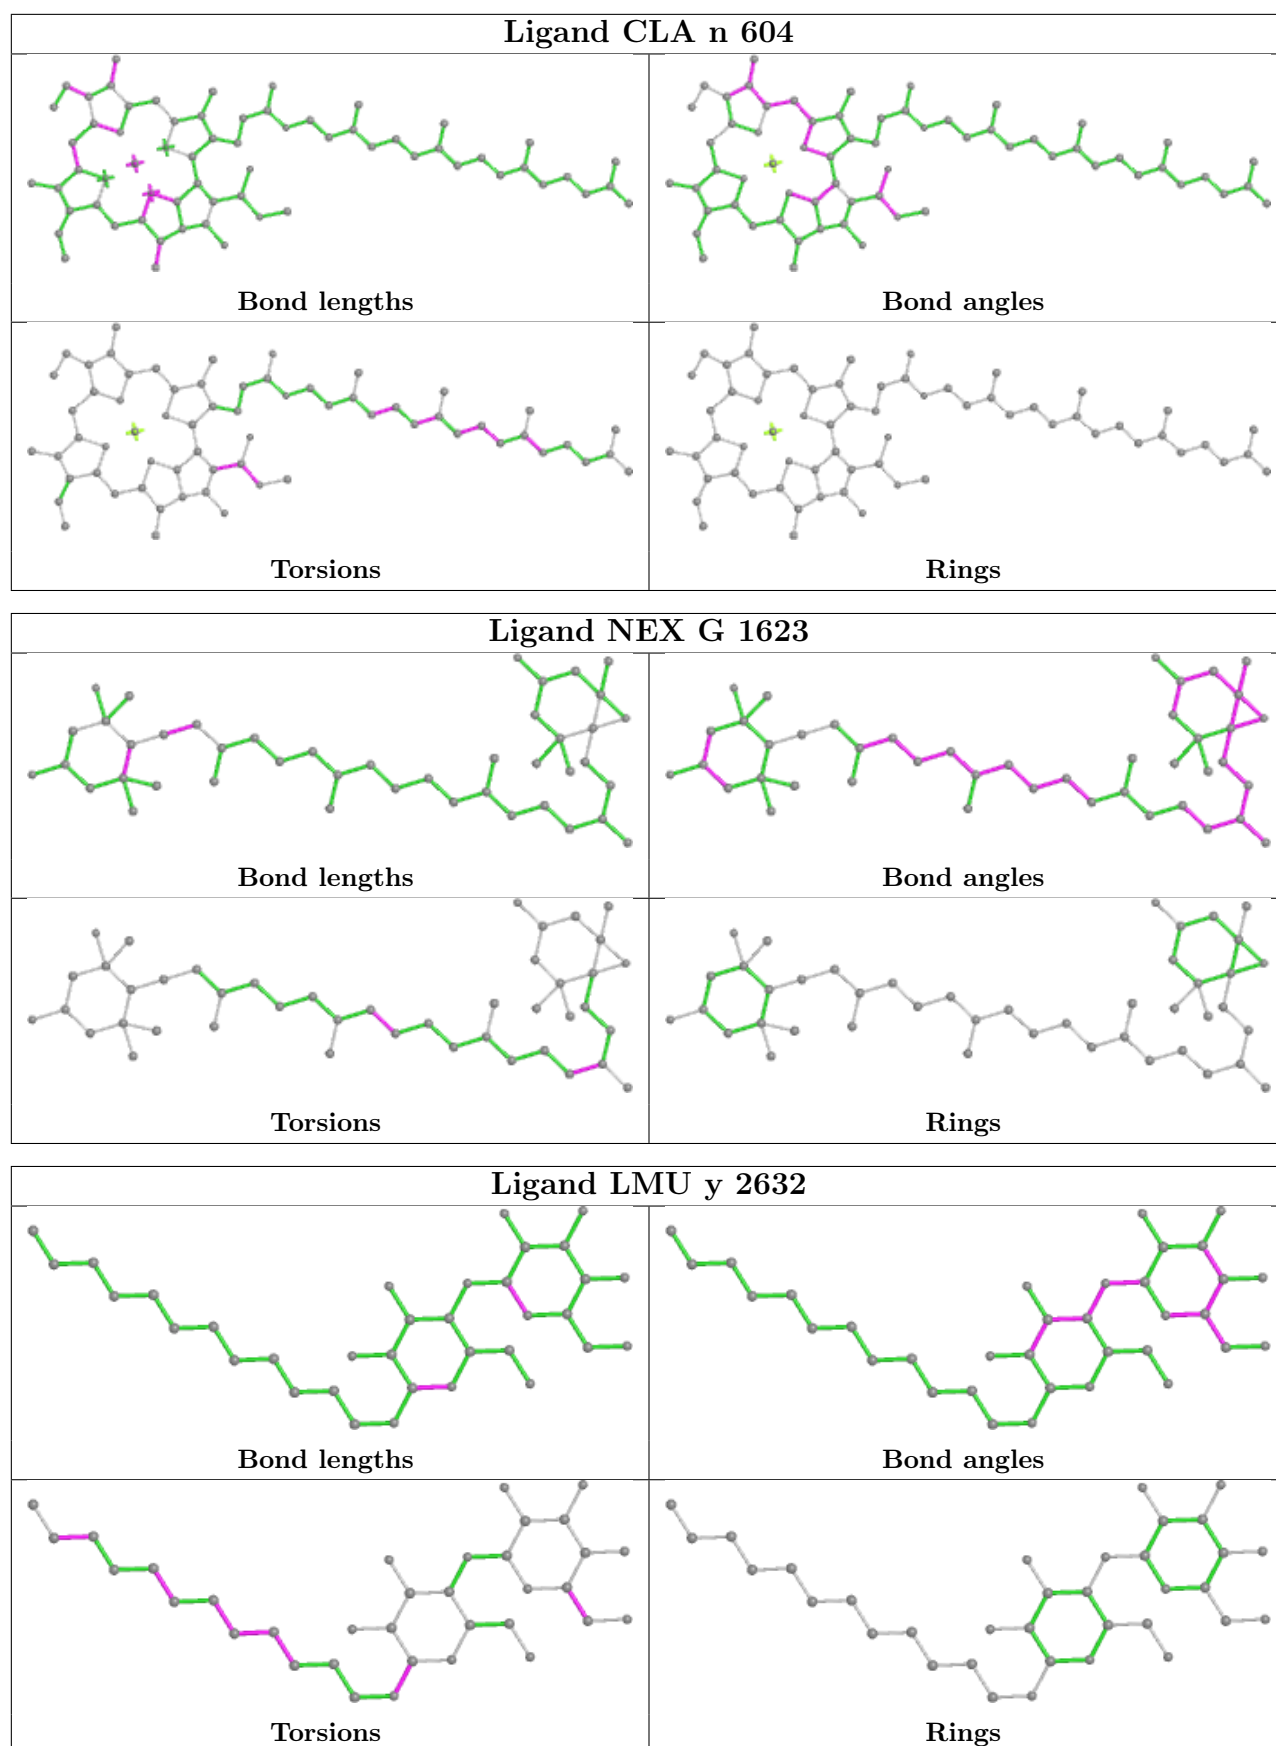 Ligand CLA n 604
Bond lengths
Bond angles
Torsions
Rings
Ligand NEX G 1623
Bond lengths
Bond angles
Torsions
Rings
Ligand LMU y 2632
Bond lengths
Bond angles
Torsions
Rings